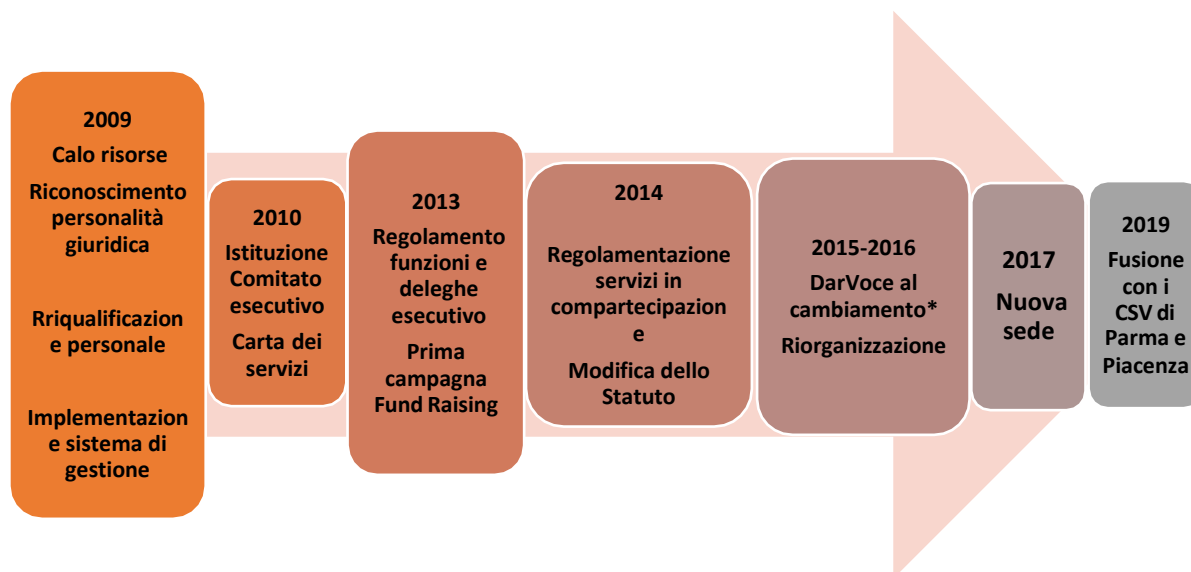 2009
Calo risorse
Riconoscimento
personalità
giuridica
Rriqualificazion
e personale
Implementazion
e sistema di
gestione
2010
Istituzione
Comitato
esecutivo
Carta dei
servizi
2013
Regolamento
funzioni e
deleghe
esecutivo
Prima
campagna
Fund Raising
2014
Regolamentazione
servizi in
compartecipazion
e
Modifica dello
Statuto
2015-2016
DarVoce al
cambiamento*
Riorganizzazione
2017
Nuova
sede
2019
Fusione
con i
CSV di
Parma e
Piacenza